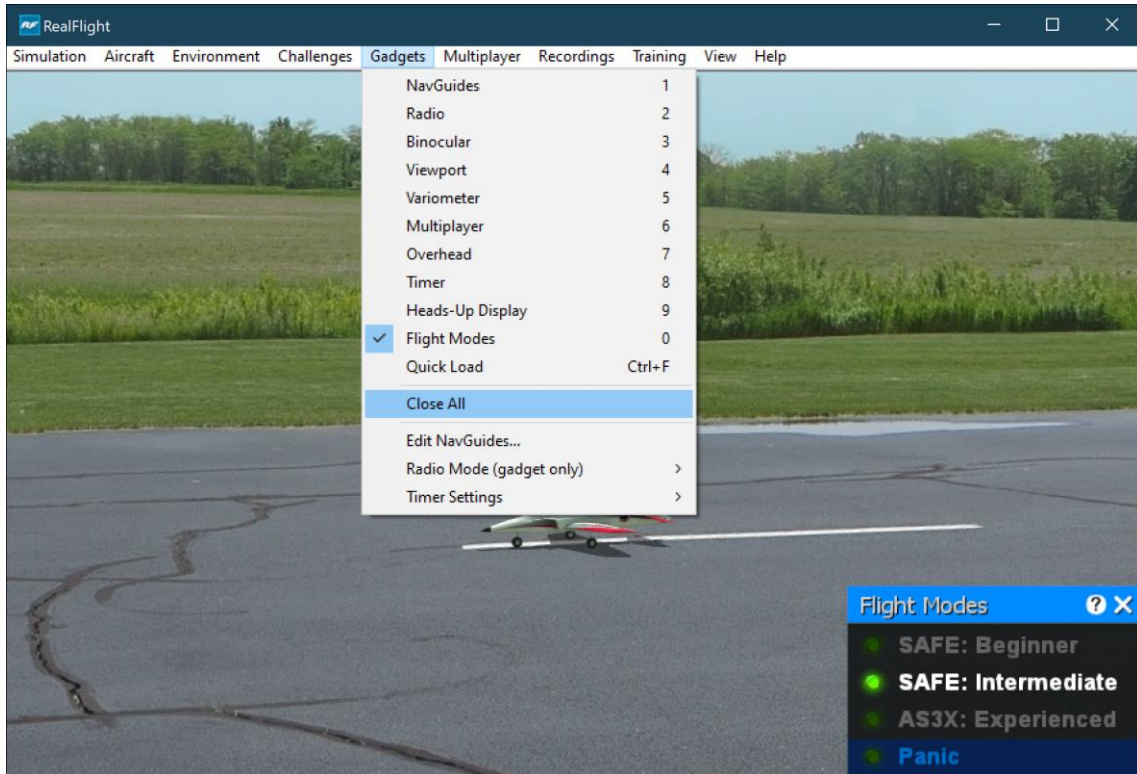 RF RealFlight
Simulation Aircraft Environment Challenges Gadgets Multiplayer Recordings Training View Help
NavGuides 1
Radio 2
Binocular 3
Viewport 4
Variometer 5
Multiplayer 6
Overhead 7
Timer 8
Heads-Up Display 9
Flight Modes 0
Quick Load Ctrl+F
Close All
Edit NavGuides...
Radio Mode (gadget only)
Timer Settings
Flight Modes ?
SAFE: Beginner
SAFE: Intermediate
AS3X: Experienced
Panic